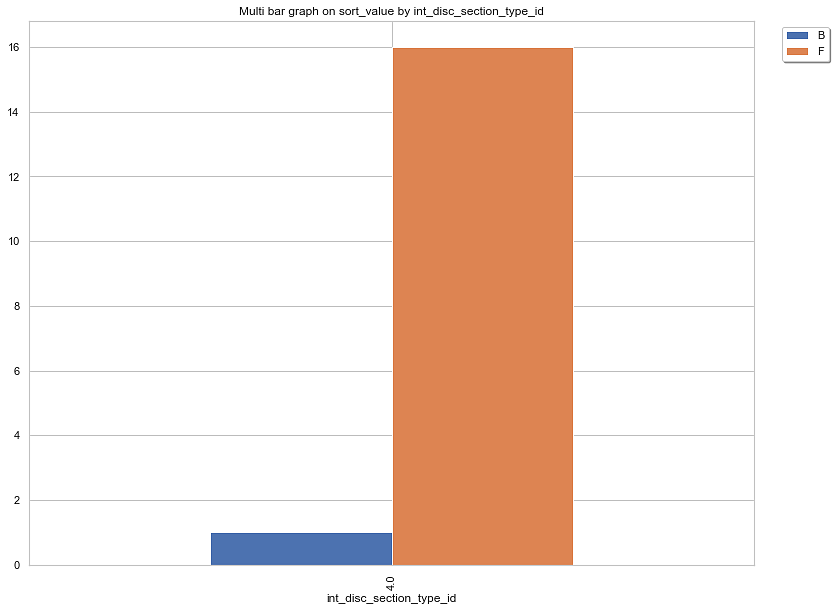 Multi bar graph on sort_value by int_disc_section_type_id
B
F
16
14
12
10
8
6
4
2
0
4.0
int_disc_section_type_id